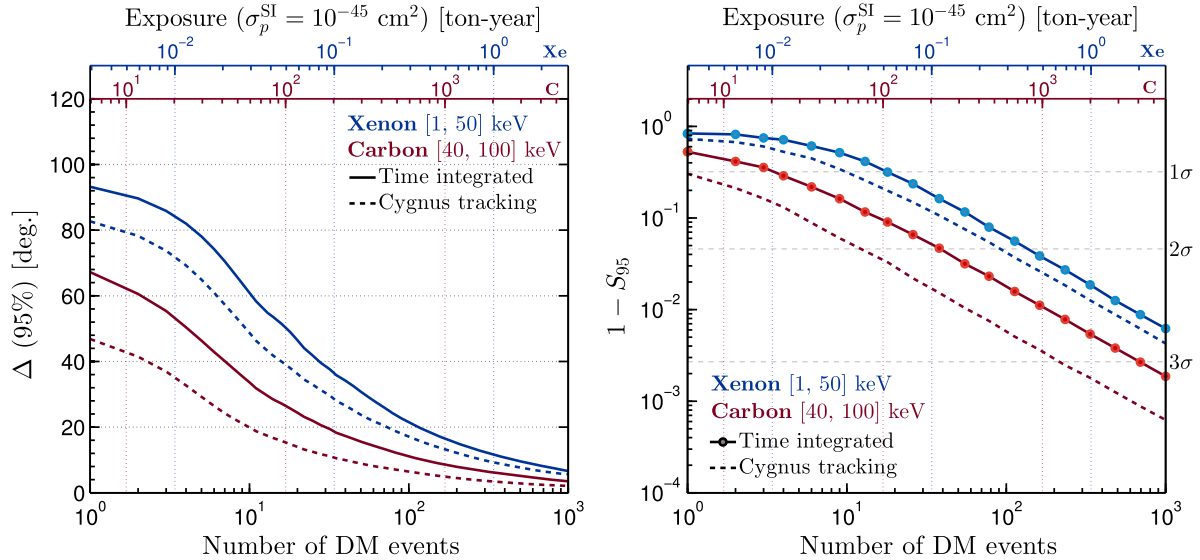 Exposure (σ_p^SI = 10^−45 cm²) [ton-year]
10^−2 10^−1 10^0 Xe
10^1 10^2 10^3 C
120
100
80
60
40
20
0
Δ (95%) [deg.]
Xenon [1, 50] keV
Carbon [40, 100] keV
Time integrated
Cygnus tracking
10^0 10^1 10^2 10^3
Number of DM events
Exposure (σ_p^SI = 10^−45 cm²) [ton-year]
10^−2 10^−1 10^0 Xe
10^1 10^2 10^3 C
10^0
10^−1
10^−2
10^−3
10^−4
1 − S_95
1σ
2σ
3σ
Xenon [1, 50] keV
Carbon [40, 100] keV
Time integrated
Cygnus tracking
10^0 10^1 10^2 10^3
Number of DM events